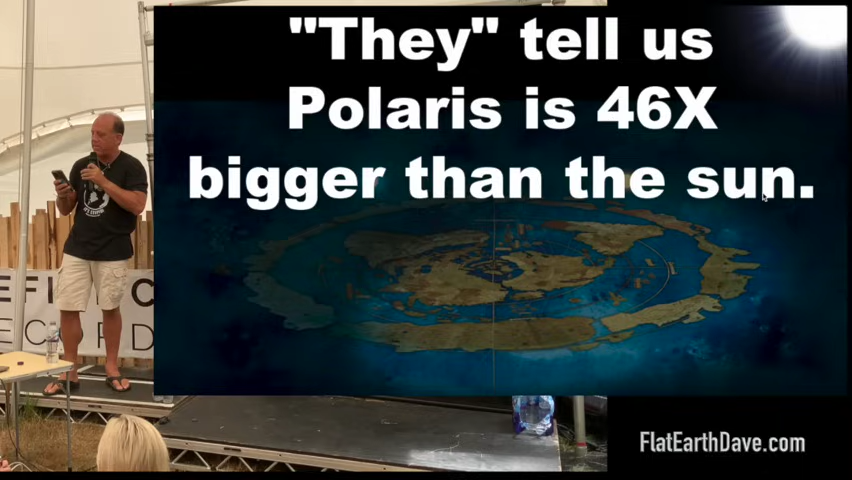 "They" tell us
Polaris is 46X
bigger than the sun.
FlatEarthDave.com